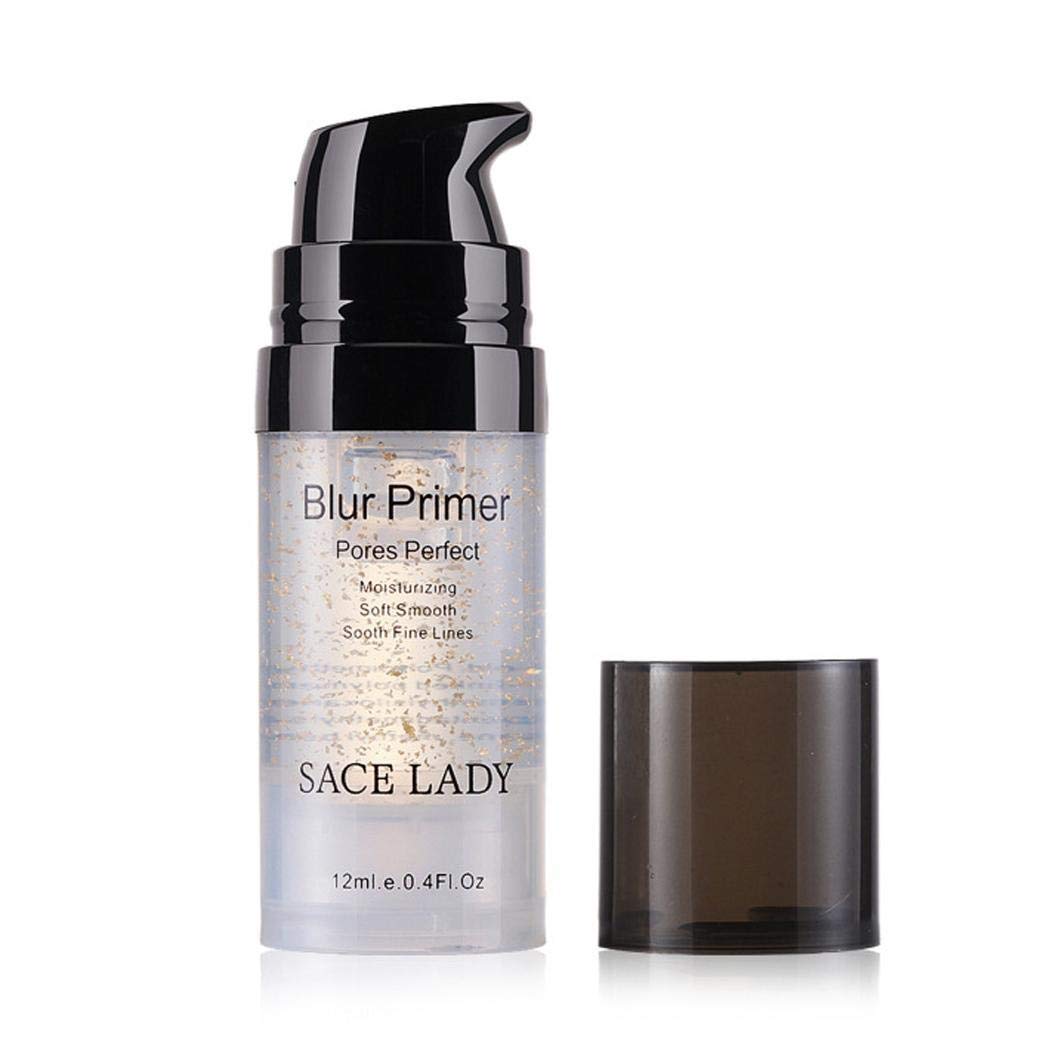 Blur Primer
Pores Perfect
Moisturizing
Soft Smooth
Sooth Fine Lines
SACE LADY
12ml.e.0.4Fl.Oz